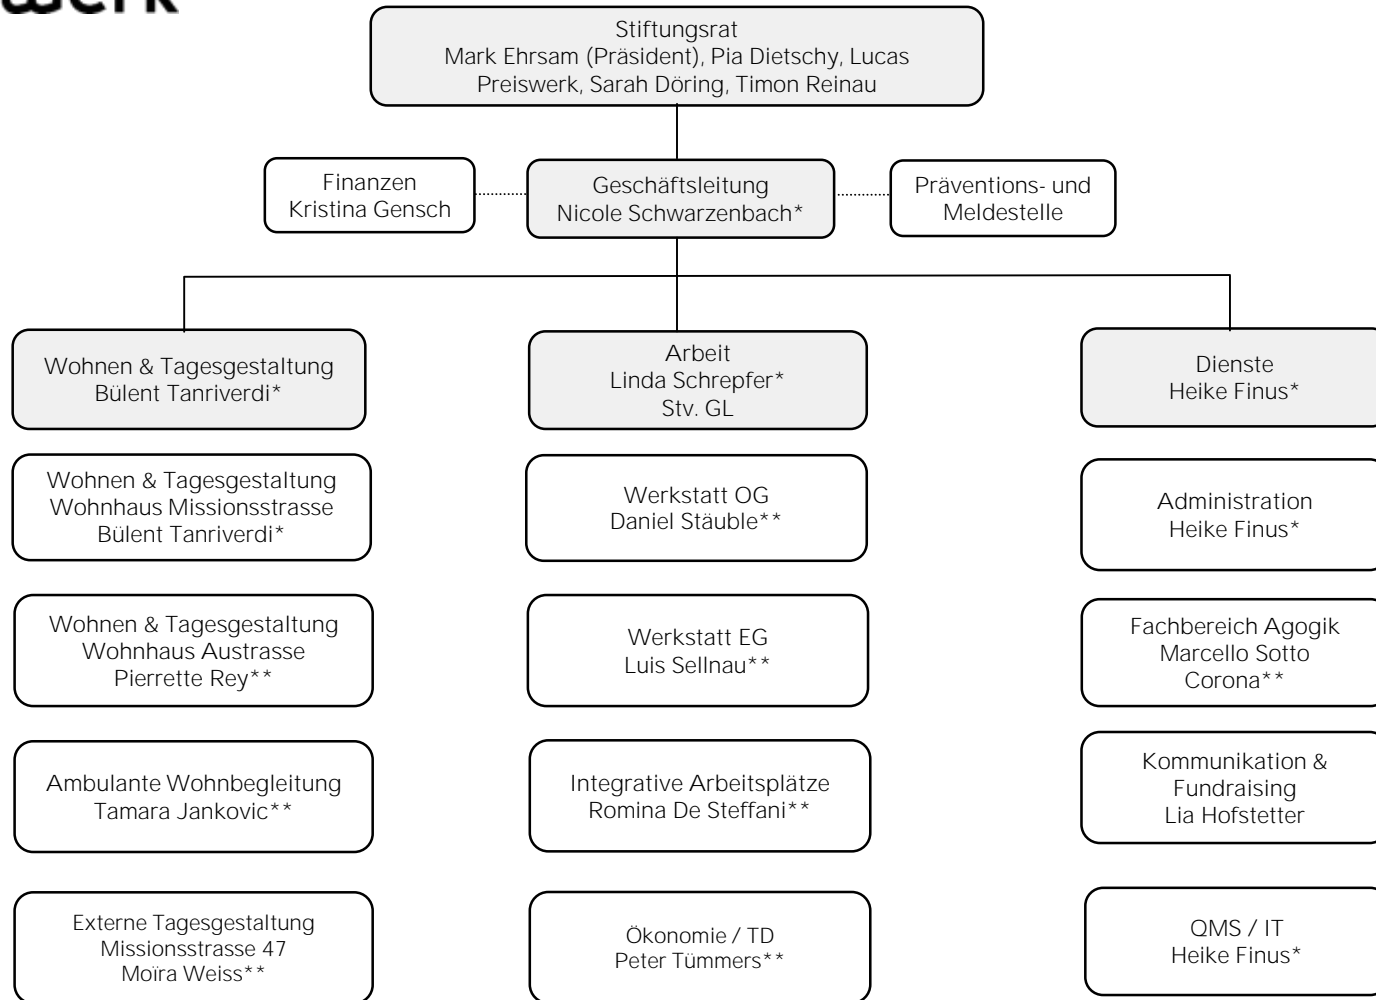 Stiftungsrat
Mark Ehrsam (Präsident), Pia Dietschy, Lucas
Preiswerk, Sarah Döring, Timon Reinau
Finanzen
Kristina Gensch
Geschäftsleitung
Nicole Schwarzenbach*
Präventions- und
Meldestelle
Wohnen & Tagesgestaltung
Bülent Tanriverdi*
Arbeit
Linda Schrepfer*
Stv. GL
Dienste
Heike Finus*
Wohnen & Tagesgestaltung
Wohnhaus Missionsstrasse
Bülent Tanriverdi*
Werkstatt OG
Daniel Stäuble**
Administration
Heike Finus*
Wohnen & Tagesgestaltung
Wohnhaus Austrasse
Pierrette Rey**
Werkstatt EG
Luis Sellnau**
Fachbereich Agogik
Marcello Sotto
Corona**
Ambulante Wohnbegleitung
Tamara Jankovic**
Integrative Arbeitsplätze
Romina De Steffani**
Kommunikation &
Fundraising
Lia Hofstetter
Externe Tagesgestaltung
Missionsstrasse 47
Moïra Weiss**
Ökonomie / TD
Peter Tümmers**
QMS / IT
Heike Finus*